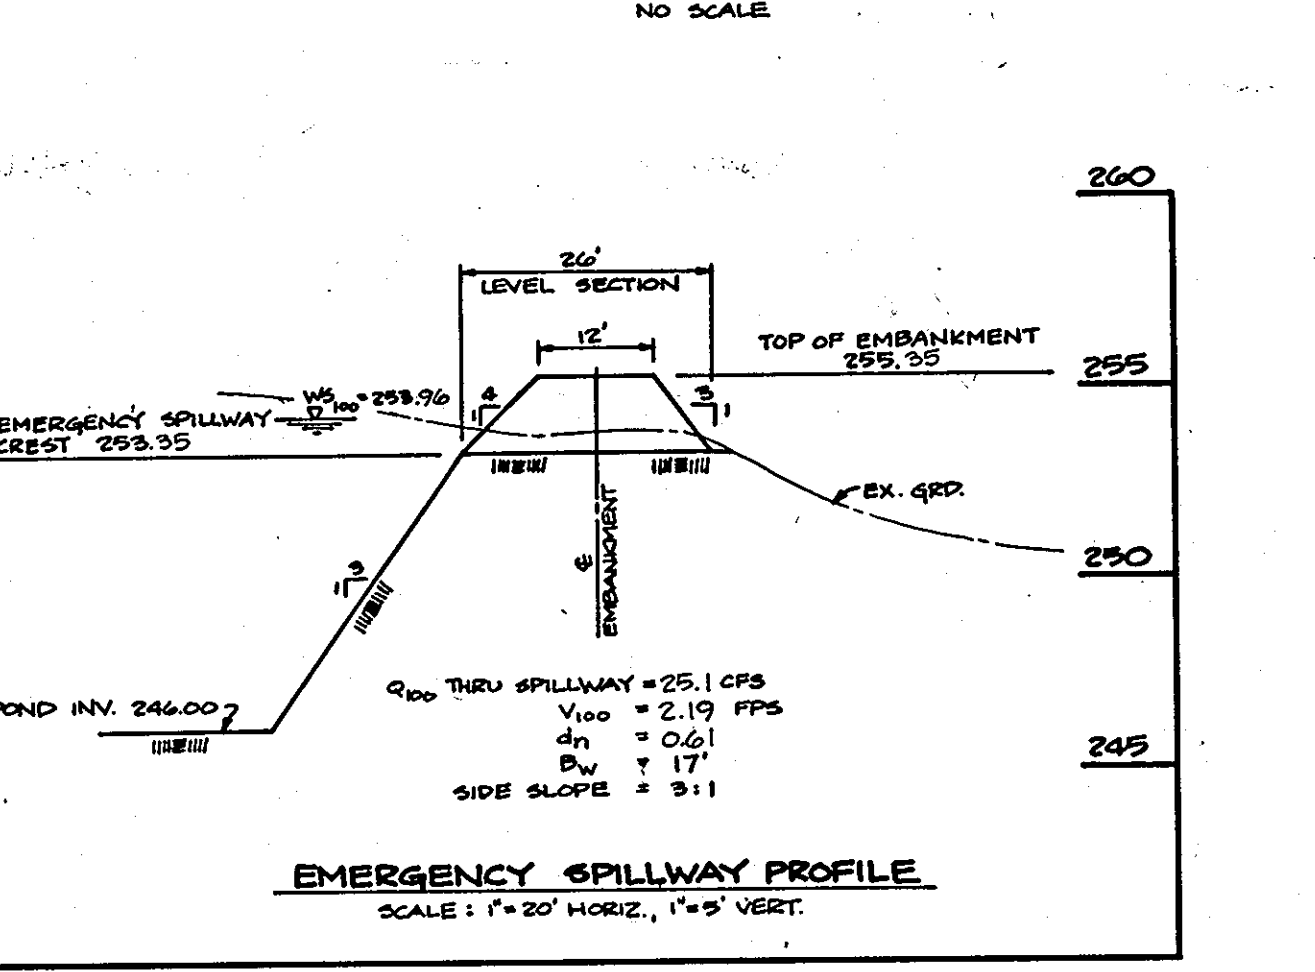 NO SCALE
260
26'
LEVEL SECTION
12'
TOP OF EMBANKMENT
255.35
255
WS100 = 253.96
4
1
3
1
EMERGENCY SPILLWAY
CREST 253.35
EX. GRD.
250
3
1
℄ EMBANKMENT
Q100 THRU SPILLWAY = 25.1 CFS
POND INV. 246.00
V100 = 2.19 FPS
dn = 0.61
245
BW = 17'
SIDE SLOPE = 3:1
EMERGENCY SPILLWAY PROFILE
SCALE: 1"=20' HORIZ., 1"=5' VERT.